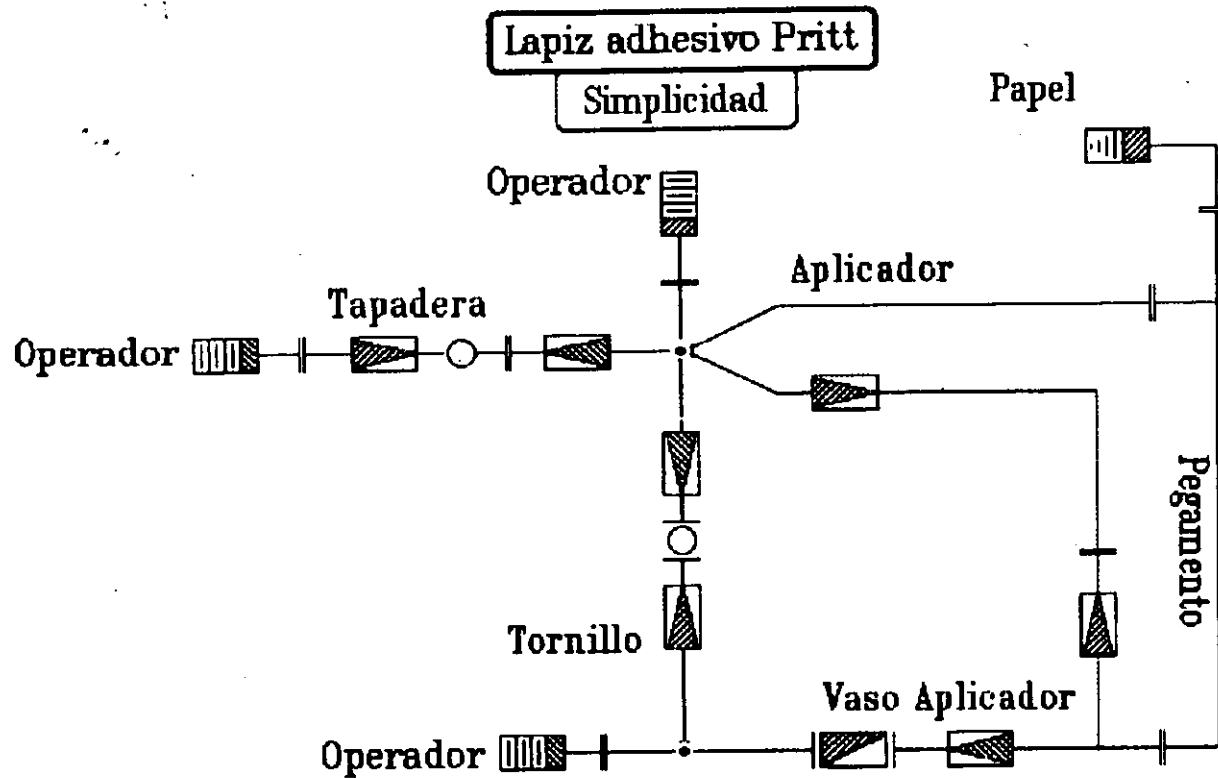 Lapiz adhesivo Pritt
Simplicidad
Papel
Operador
Aplicador
Tapadera
Operador
Pegamento
Tornillo
Vaso Aplicador
Operador